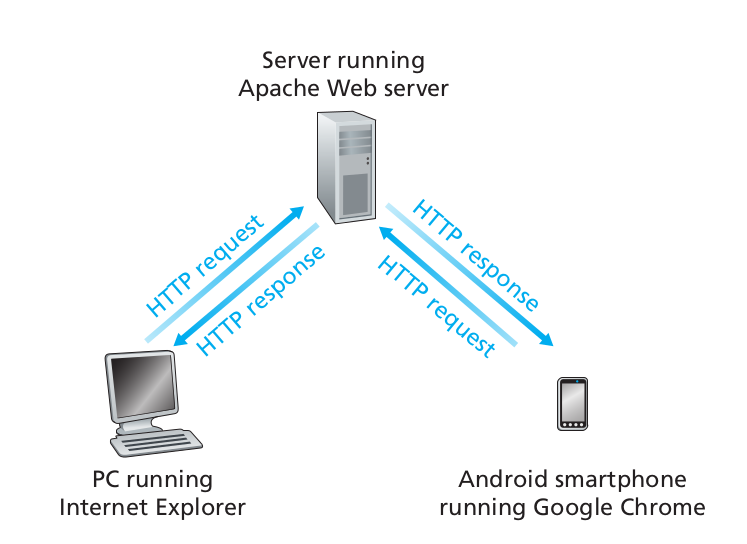 Server running
Apache Web server
HTTP request
HTTP response
HTTP response
HTTP request
PC running
Internet Explorer
Android smartphone
running Google Chrome